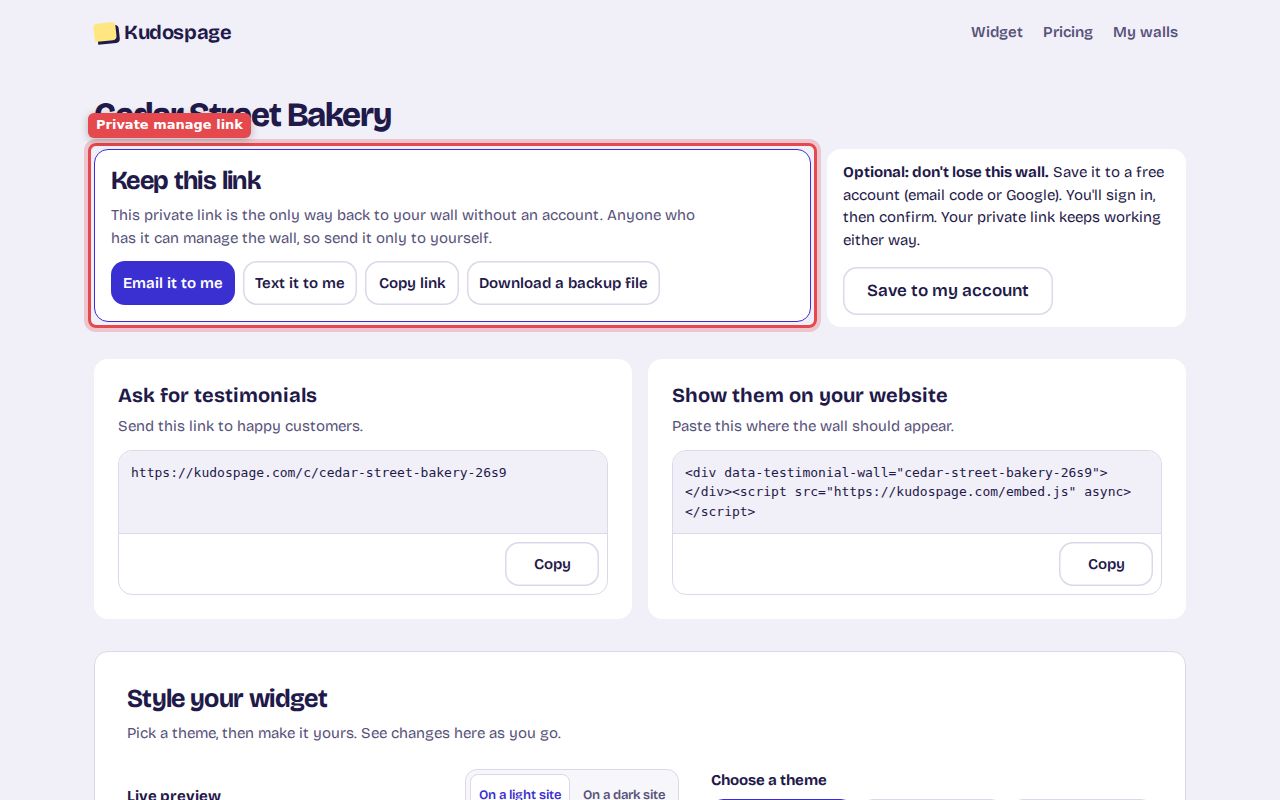 Kudospage
Widget Pricing My walls
Cedar Street Bakery
Private manage link
Keep this link
This private link is the only way back to your wall without an account. Anyone who
has it can manage the wall, so send it only to yourself.
Email it to me Text it to me Copy link Download a backup file
Optional: don't lose this wall. Save it to a free
account (email code or Google). You'll sign in,
then confirm. Your private link keeps working
either way.
Save to my account
Ask for testimonials
Send this link to happy customers.
https://kudospage.com/c/cedar-street-bakery-26s9
Copy
Show them on your website
Paste this where the wall should appear.
<div data-testimonial-wall="cedar-street-bakery-26s9">
</div><script src="https://kudospage.com/embed.js" async>
</script>
Copy
Style your widget
Pick a theme, then make it yours. See changes here as you go.
Live preview
On a light site On a dark site
Choose a theme